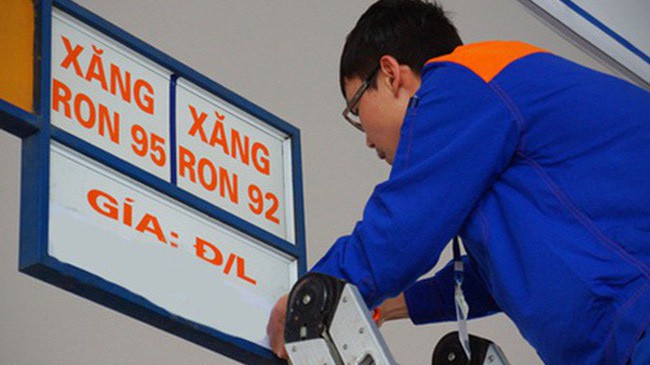 XĂNG
RON 95
XĂNG
RON 92
GÍA: Đ/L